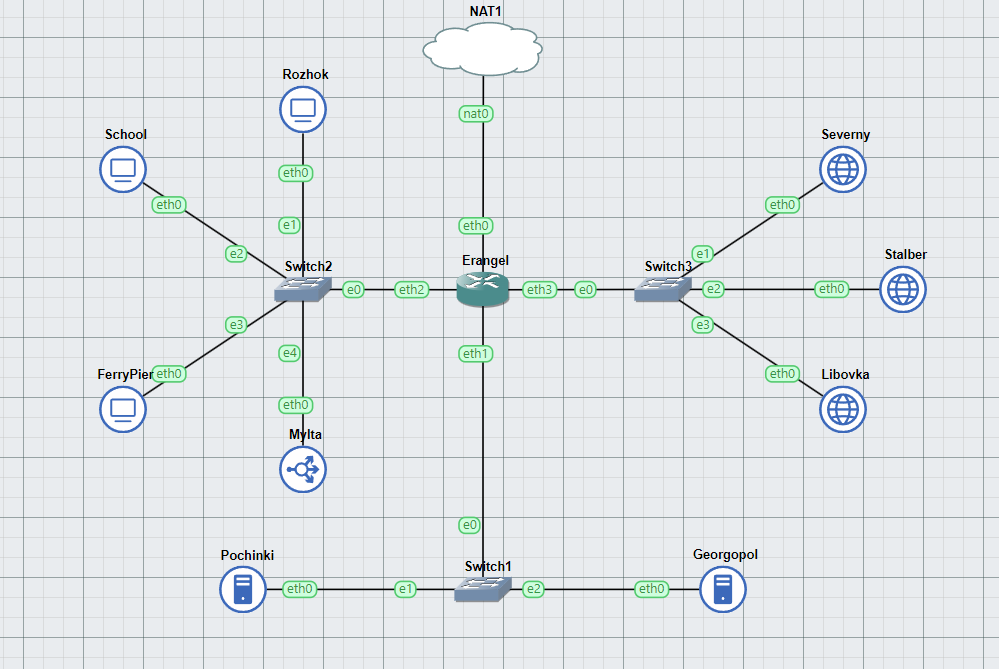 NAT1
nat0
Rozhok
eth0
School
eth0
Severny
eth0
e1
eth0
e2
e1
Switch2
Erangel
Switch3
Stalber
e0
eth2
eth3
e0
e2
eth0
e3
e4
eth1
e3
eth0
FerryPier
eth0
Libovka
eth0
Mylta
e0
Pochinki
Switch1
Georgopol
eth0
e1
e2
eth0